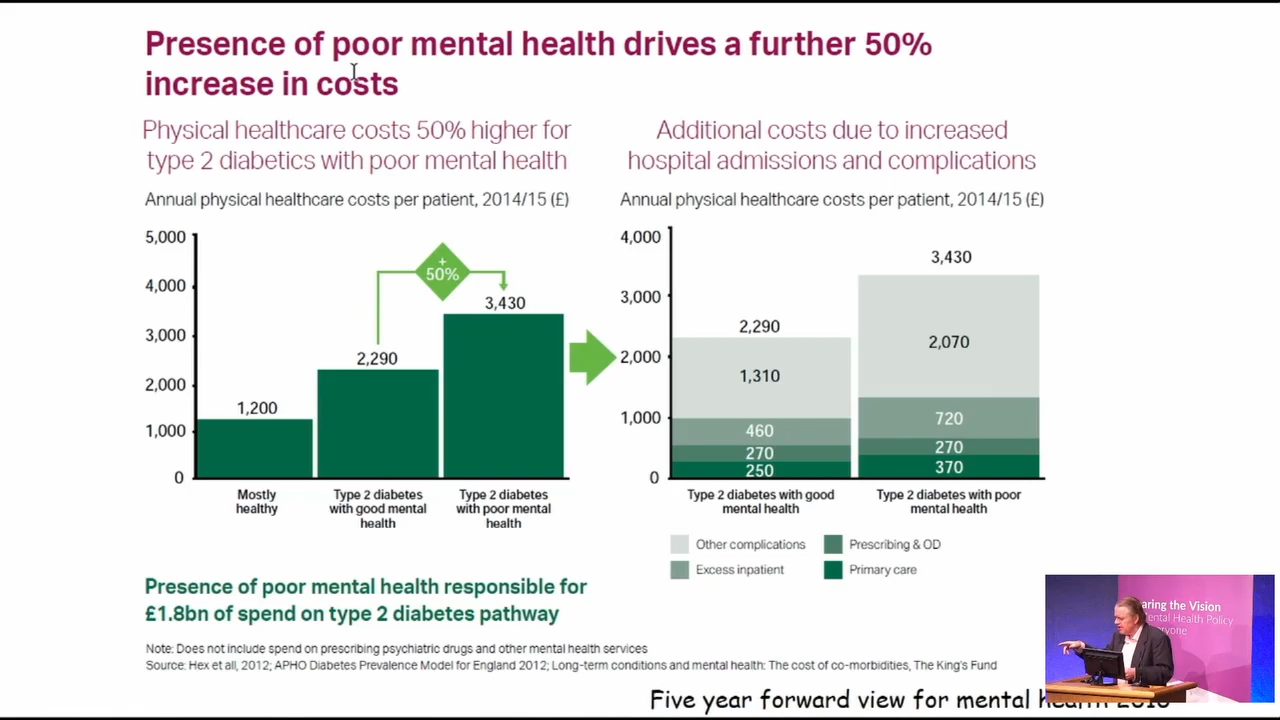 Presence of poor mental health drives a further 50%
increase in costs
Physical healthcare costs 50% higher for
type 2 diabetics with poor mental health
Annual physical healthcare costs per patient, 2014/15 (£)
5,000
4,000
3,000
2,000
1,000
0
+
50%
1,200
2,290
3,430
Mostly
healthy
Type 2 diabetes
with good mental
health
Type 2 diabetes
with poor mental
health
Additional costs due to increased
hospital admissions and complications
Annual physical healthcare costs per patient, 2014/15 (£)
4,000
3,000
2,000
1,000
0
2,290
1,310
460
270
250
3,430
2,070
720
270
370
Type 2 diabetes with good
mental health
Type 2 diabetes with poor
mental health
Other complications
Prescribing & OD
Excess inpatient
Primary care
Presence of poor mental health responsible for
£1.8bn of spend on type 2 diabetes pathway
Note: Does not include spend on prescribing psychiatric drugs and other mental health services
Source: Hex et all, 2012; APHO Diabetes Prevalence Model for England 2012; Long-term conditions and mental health: The cost of co-morbidities, The King's Fund
Five year forward view for mental
aring the Vision
ental Health Policy
eryone